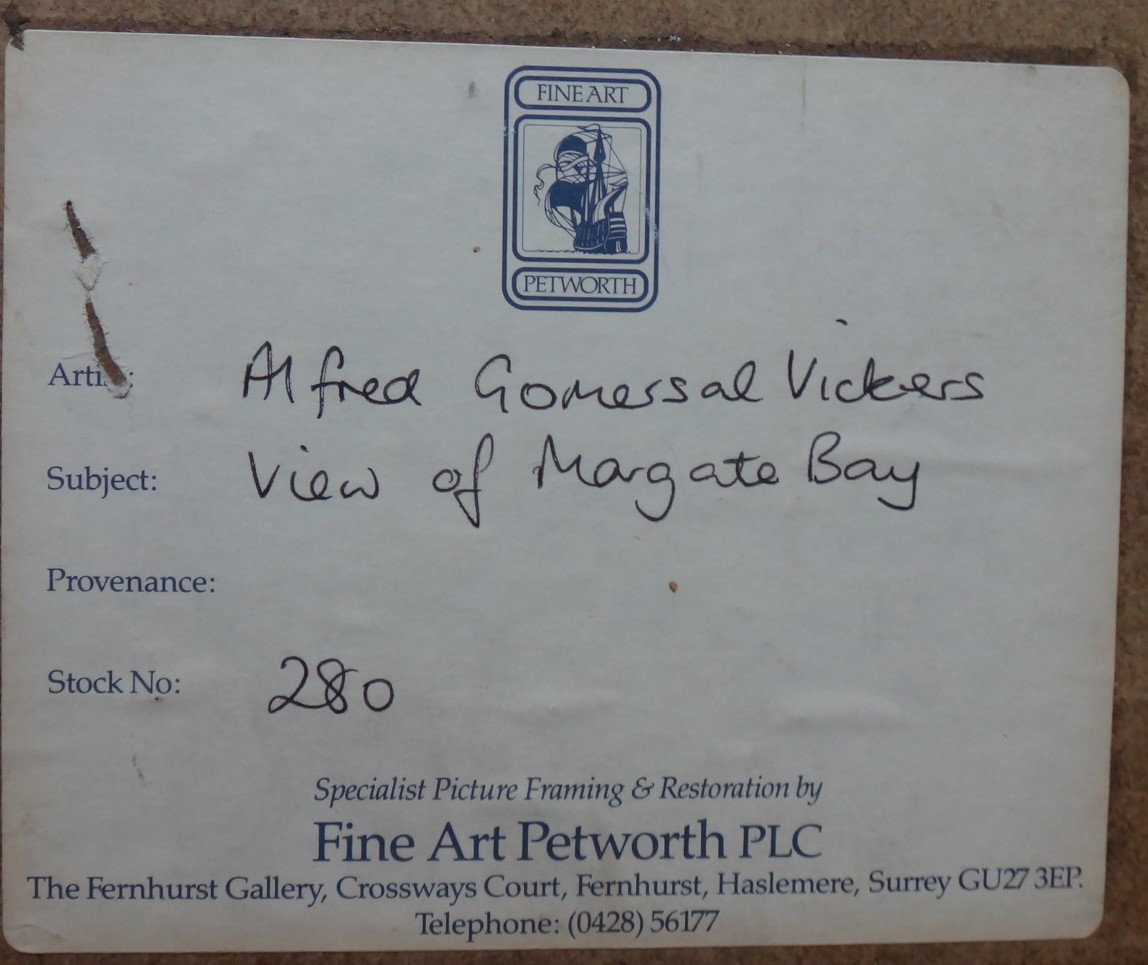 FINE ART
PETWORTH
Artist: Alfred Gomersal Vickers
Subject: View of Margate Bay
Provenance:
Stock No: 280
Specialist Picture Framing & Restoration by
Fine Art Petworth PLC
The Fernhurst Gallery, Crossways Court, Fernhurst, Haslemere, Surrey GU27 3EP.
Telephone: (0428) 56177